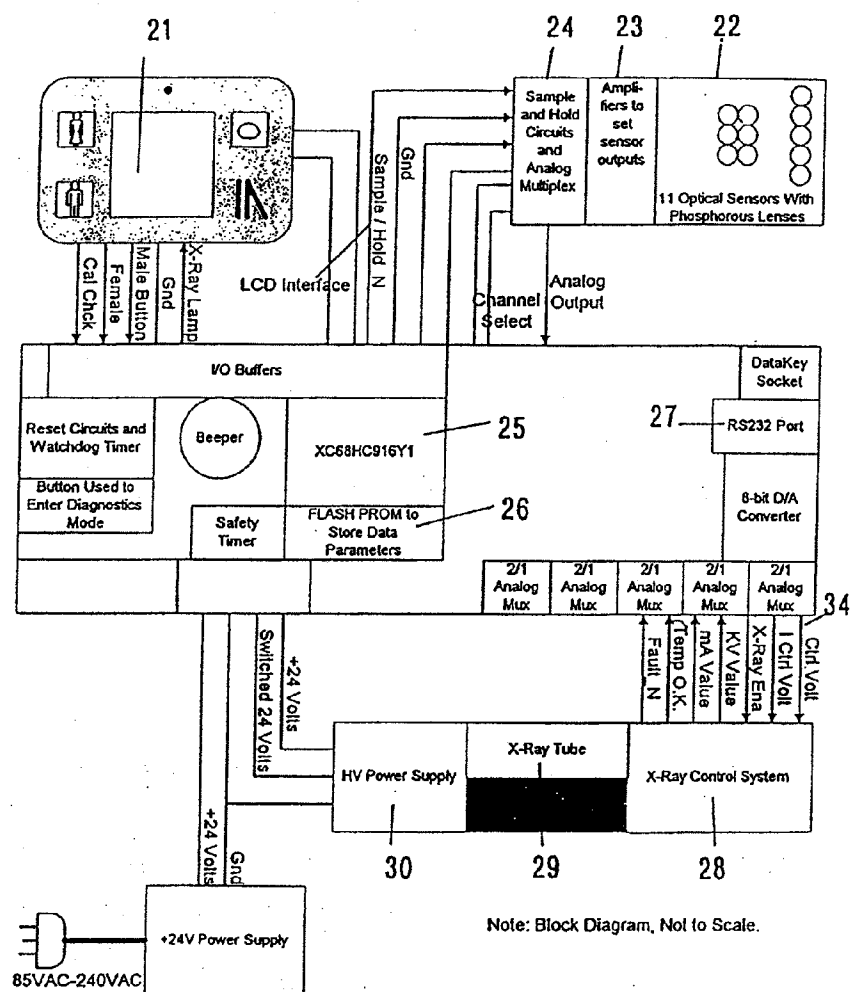 21
24
23
22
Sample
and Hold
Circuits
and
Analog
Multiplex
Ampli-
fiers to
set
sensor
outputs
11 Optical Sensors With
Phosphorous Lenses
Cal Chck
Female
Male Button
Gnd
X-Ray Lamp
LCD Interface
Sample / Hold N
Gnd
Channel
Select
Analog
Output
I/O Buffers
DataKey
Socket
Reset Circuits and
Watchdog Timer
Beeper
XC68HC916Y1
25
27
RS232 Port
Button Used to
Enter Diagnostics
Mode
Safety
Timer
FLASH PROM to
Store Data
Parameters
26
8-bit D/A
Converter
2/1
Analog
Mux
2/1
Analog
Mux
2/1
Analog
Mux
2/1
Analog
Mux
2/1
Analog
Mux
34
Switched 24 Volts
+24 Volts
Fault_N
Temp O.K.
mA Value
KV Value
X-Ray Ena
I Ctrl Volt
Ctrl Volt
HV Power Supply
X-Ray Tube
X-Ray Control System
30
29
28
+24 Volts
Gnd
+24V Power Supply
85VAC-240VAC
Note: Block Diagram, Not to Scale.